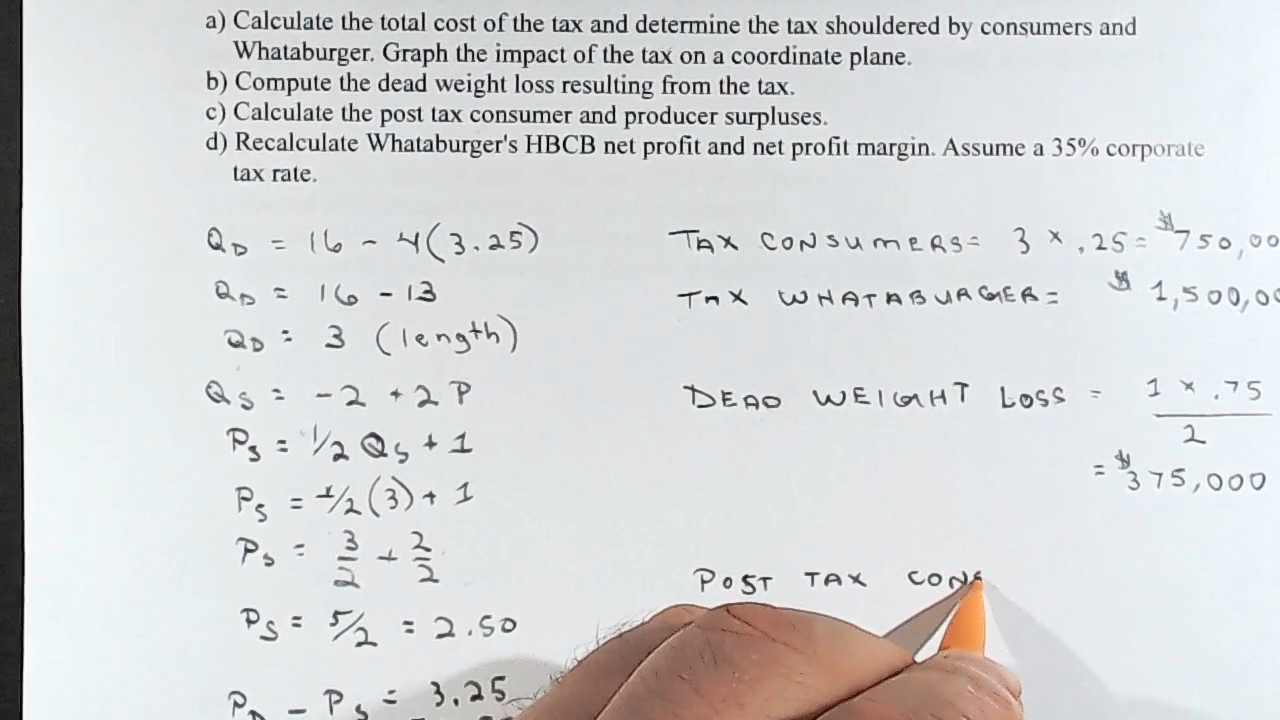 a) Calculate the total cost of the tax and determine the tax shouldered by consumers and
Whataburger. Graph the impact of the tax on a coordinate plane.
b) Compute the dead weight loss resulting from the tax.
c) Calculate the post tax consumer and producer surpluses.
d) Recalculate Whataburger's HBCB net profit and net profit margin. Assume a 35% corporate
tax rate.
QD = 16 - 4(3.25)
QD = 16 - 13
QD = 3 (length)
QS = -2 + 2P
PS = 1/2 QS + 1
PS = 1/2 (3) + 1
PS = 3/2 + 2/2
PS = 5/2 = 2.50
PD - PS = 3.25
TAX CONSUMERS = 3 × .25 = $750,00
TAX WHATABURGER = $1,500,00
DEAD WEIGHT LOSS = 1 × .75
2
= $375,000
POST TAX CONS